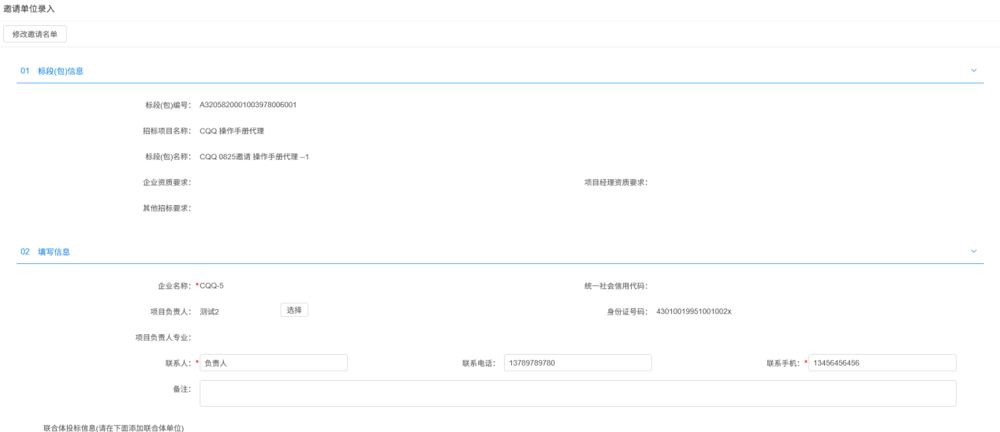 邀请单位录入
修改邀请名单
01 标段(包)信息
标段(包)编号： A3205820001003978006001
招标项目名称： CQQ 操作手册代理
标段(包)名称： CQQ 0825邀请 操作手册代理 --1
企业资质要求： 项目经理资质要求：
其他招标要求：
02 填写信息
企业名称：*CQQ-5 统一社会信用代码：
项目负责人： 测试2 选择 身份证号码： 43010019951001002x
项目负责人专业：
联系人：* 负责人 联系电话： 13789789780 联系手机：* 13456456456
备注：
联合体投标信息(请在下面添加联合体单位)